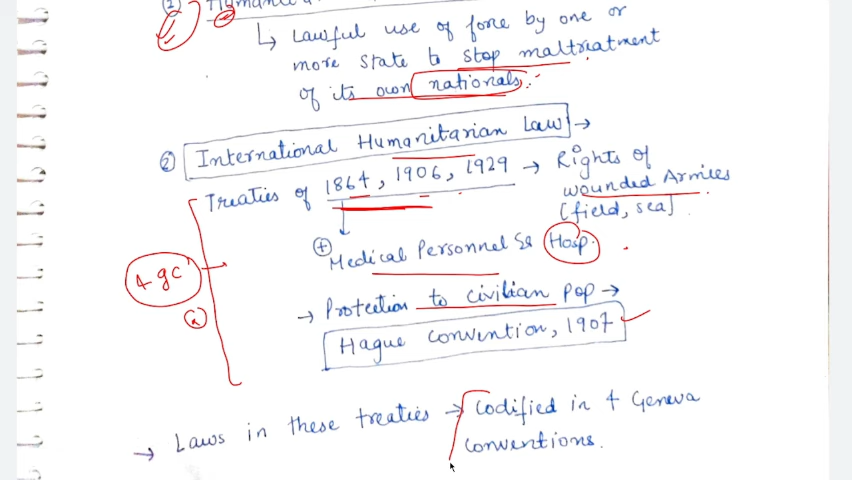 ①
↳ Lawful use of force by one or
more State to stop maltreatment
of its own nationals.
② International Humanitarian Law →
Treaties of 1864, 1906, 1929 → Rights of
wounded Armies
[field, sea]
⊕ Medical Personnel &
Hosp.
4 gc'
ⓐ
→ Protection to civilian pop →
Hague Convention, 1907
→ Laws in these treaties → codified in 4 Geneva
conventions.